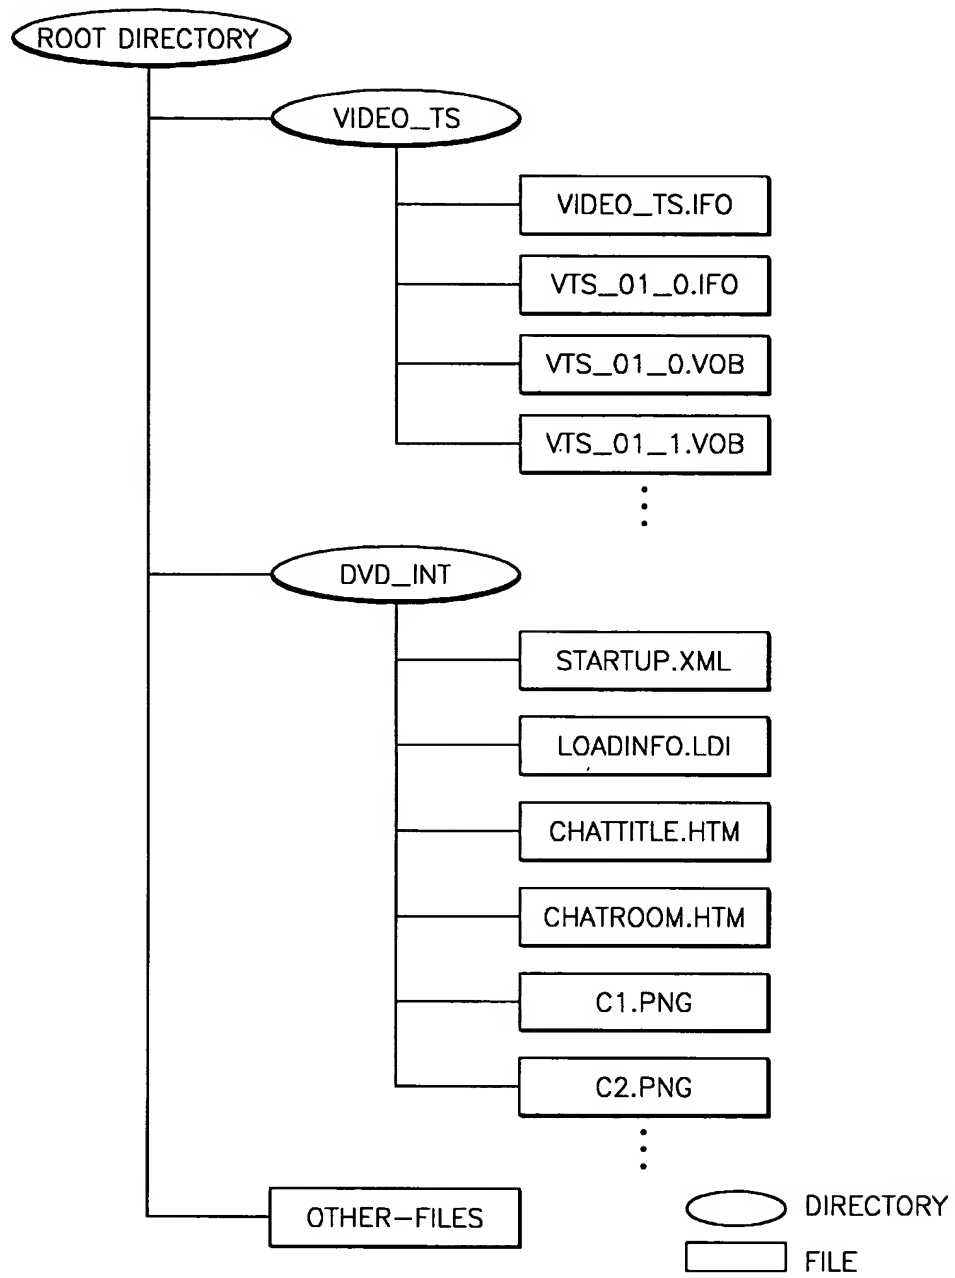 ROOT DIRECTORY
VIDEO_TS
VIDEO_TS.IFO
VTS_01_0.IFO
VTS_01_0.VOB
VTS_01_1.VOB
DVD_INT
STARTUP.XML
LOADINFO.LDI
CHATTITLE.HTM
CHATROOM.HTM
C1.PNG
C2.PNG
OTHER-FILES
DIRECTORY
FILE